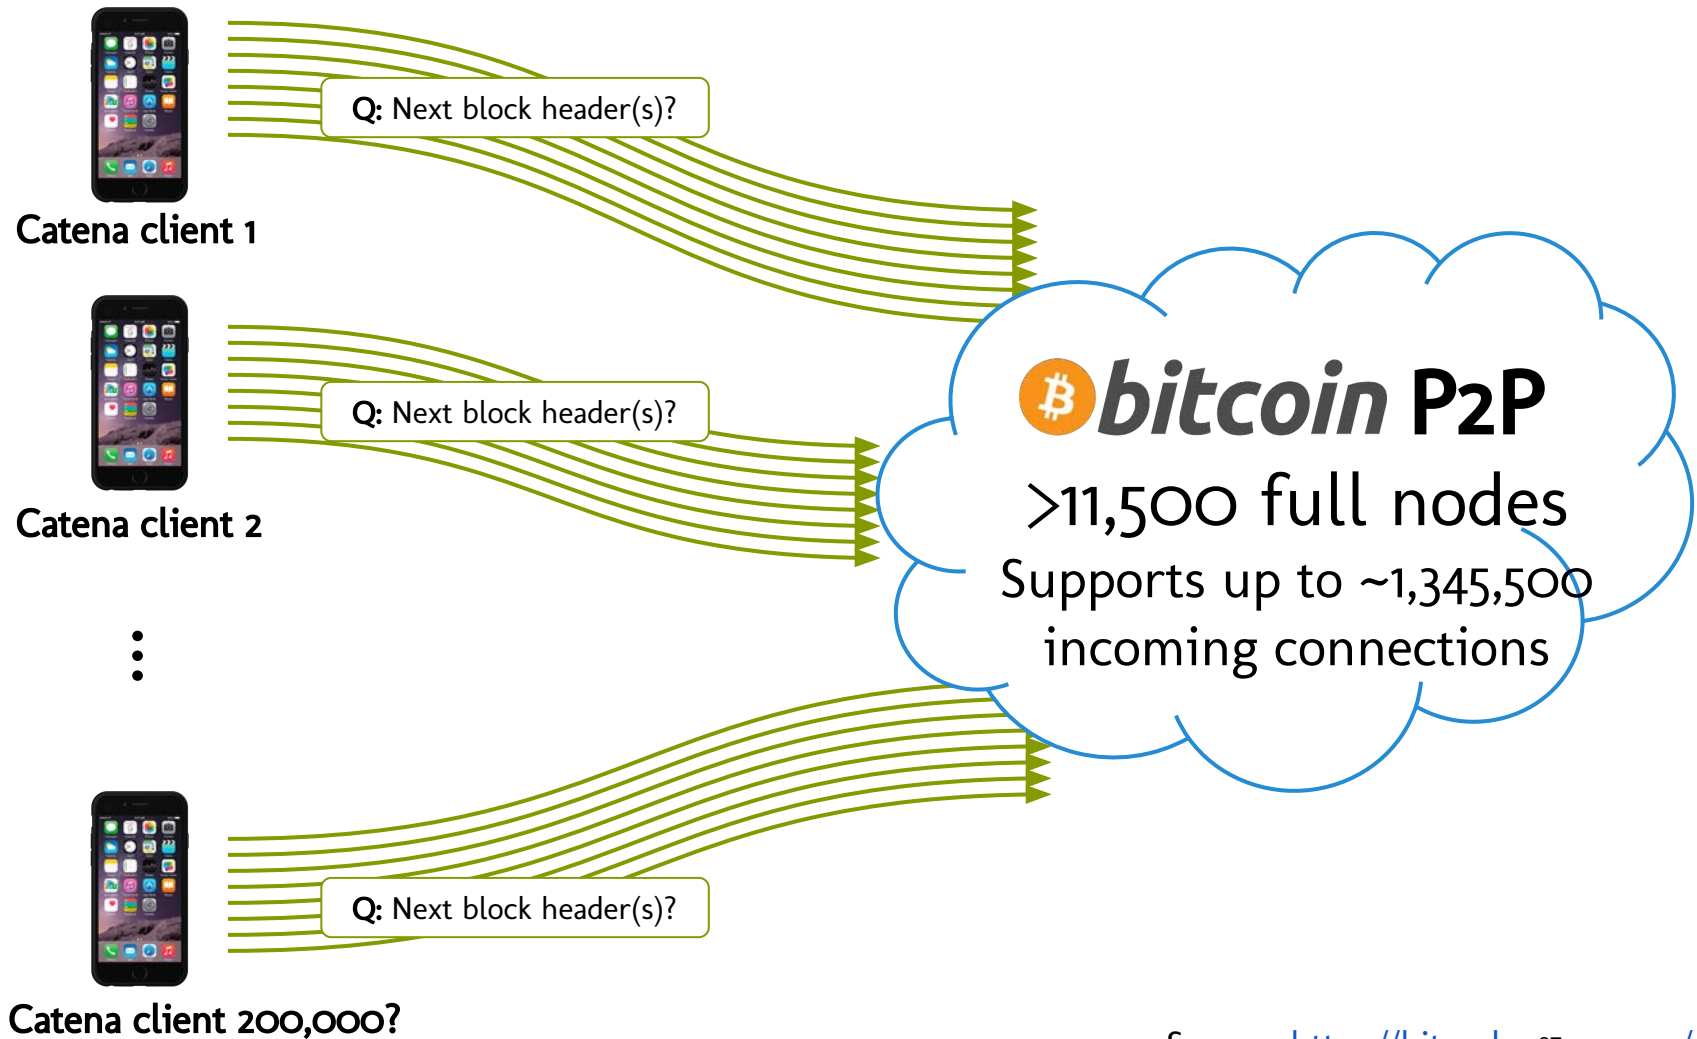 Q: Next block header(s)?
Catena client 1
Q: Next block header(s)?
Catena client 2
bitcoin P2P
>11,500 full nodes
Supports up to ~1,345,500
incoming connections
Q: Next block header(s)?
Catena client 200,000?